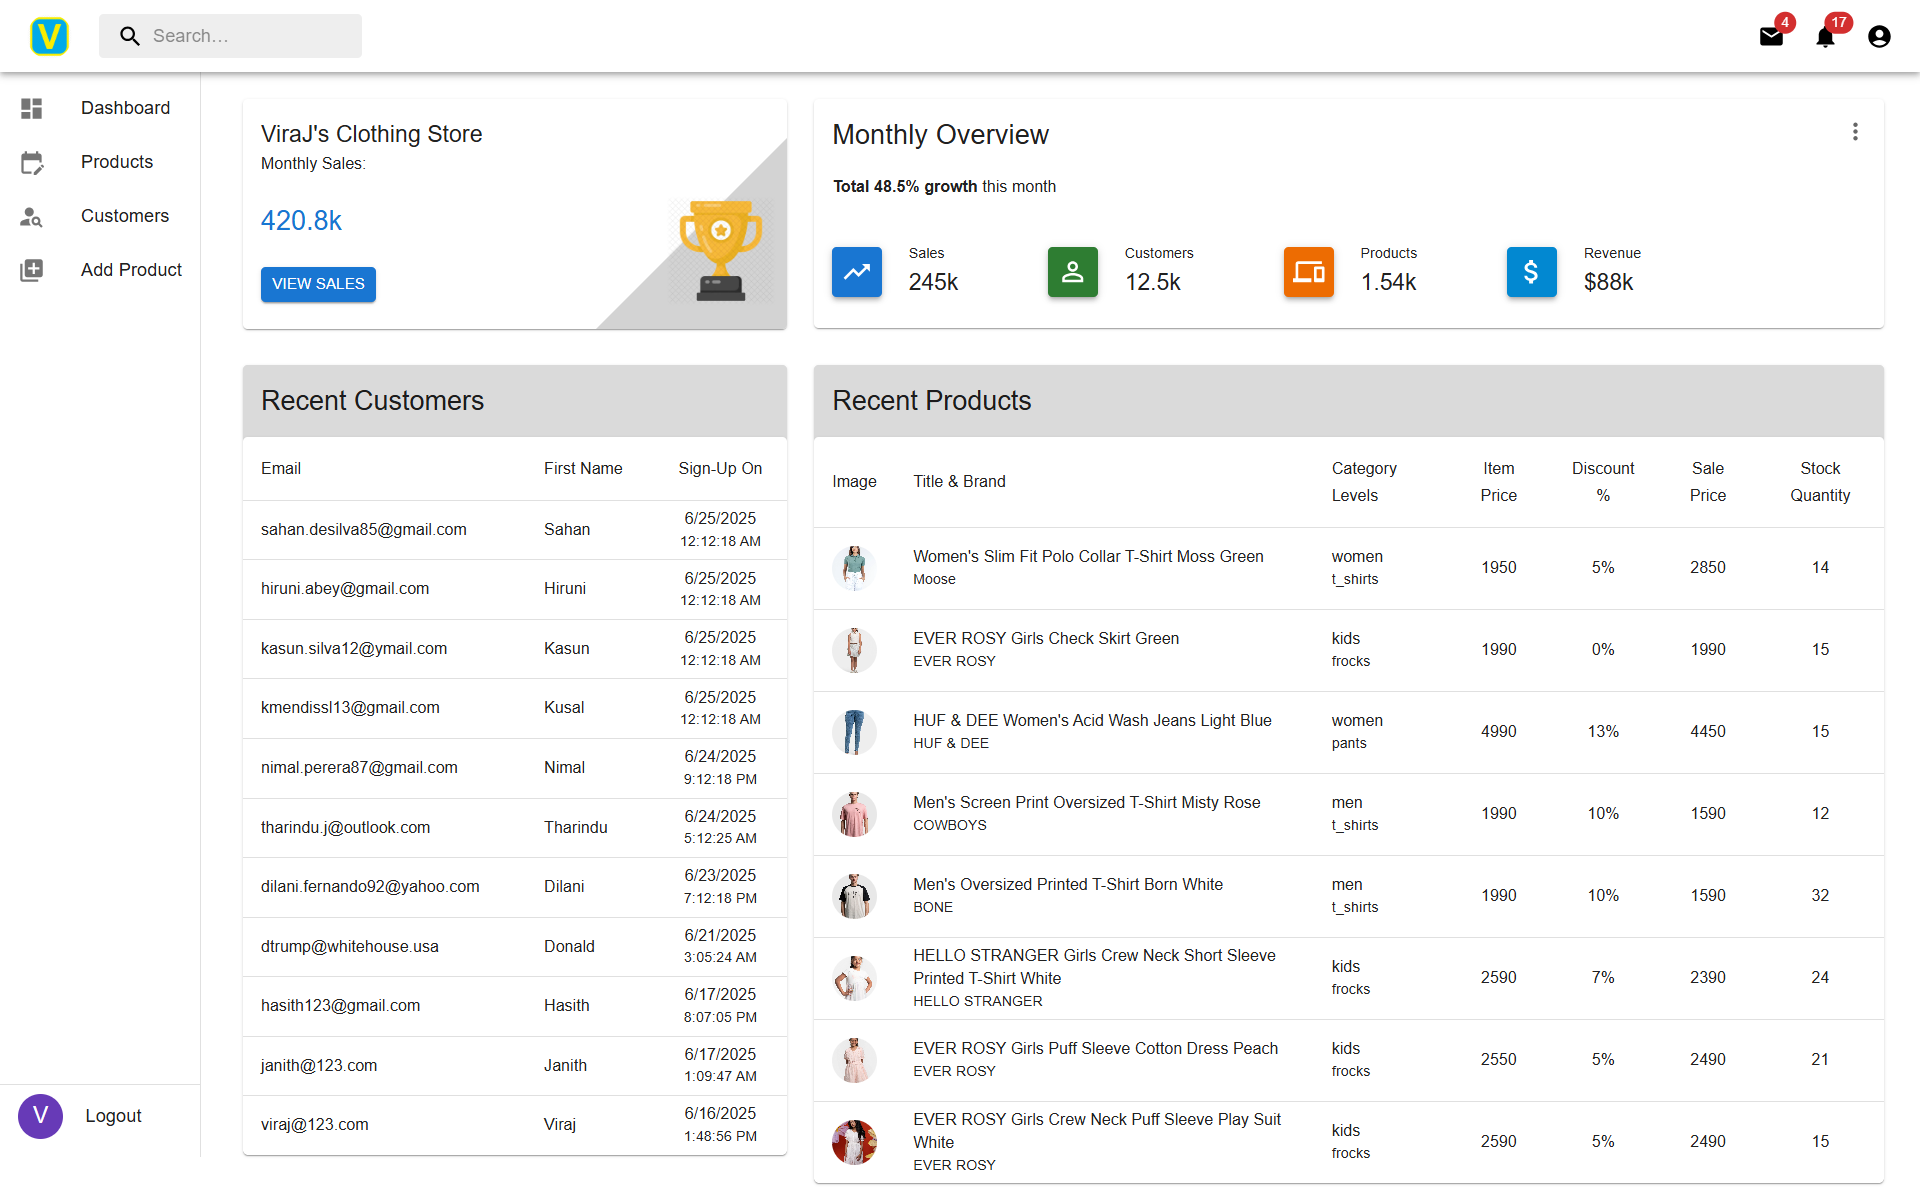 V
Search…
4
17
Dashboard
Products
Customers
Add Product
V
Logout
ViraJ's Clothing Store
Monthly Sales:
420.8k
VIEW SALES
Monthly Overview
Total 48.5% growth this month
Sales
245k
Customers
12.5k
Products
1.54k
Revenue
$88k
Recent Customers
Email First Name Sign-Up On
sahan.desilva85@gmail.com Sahan 6/25/2025
12:12:18 AM
hiruni.abey@gmail.com Hiruni 6/25/2025
12:12:18 AM
kasun.silva12@ymail.com Kasun 6/25/2025
12:12:18 AM
kmendissl13@gmail.com Kusal 6/25/2025
12:12:18 AM
nimal.perera87@gmail.com Nimal 6/24/2025
9:12:18 PM
tharindu.j@outlook.com Tharindu 6/24/2025
5:12:25 AM
dilani.fernando92@yahoo.com Dilani 6/23/2025
7:12:18 PM
dtrump@whitehouse.usa Donald 6/21/2025
3:05:24 AM
hasith123@gmail.com Hasith 6/17/2025
8:07:05 PM
janith@123.com Janith 6/17/2025
1:09:47 AM
viraj@123.com Viraj 6/16/2025
1:48:56 PM
Recent Products
Image Title & Brand Category Levels Item Price Discount % Sale Price Stock Quantity
Women's Slim Fit Polo Collar T-Shirt Moss Green women 1950 5% 2850 14
Moose t_shirts
EVER ROSY Girls Check Skirt Green kids 1990 0% 1990 15
EVER ROSY frocks
HUF & DEE Women's Acid Wash Jeans Light Blue women 4990 13% 4450 15
HUF & DEE pants
Men's Screen Print Oversized T-Shirt Misty Rose men 1990 10% 1590 12
COWBOYS t_shirts
Men's Oversized Printed T-Shirt Born White men 1990 10% 1590 32
BONE t_shirts
HELLO STRANGER Girls Crew Neck Short Sleeve kids 2590 7% 2390 24
Printed T-Shirt White frocks
HELLO STRANGER
EVER ROSY Girls Puff Sleeve Cotton Dress Peach kids 2550 5% 2490 21
EVER ROSY frocks
EVER ROSY Girls Crew Neck Puff Sleeve Play Suit kids 2590 5% 2490 15
White frocks
EVER ROSY